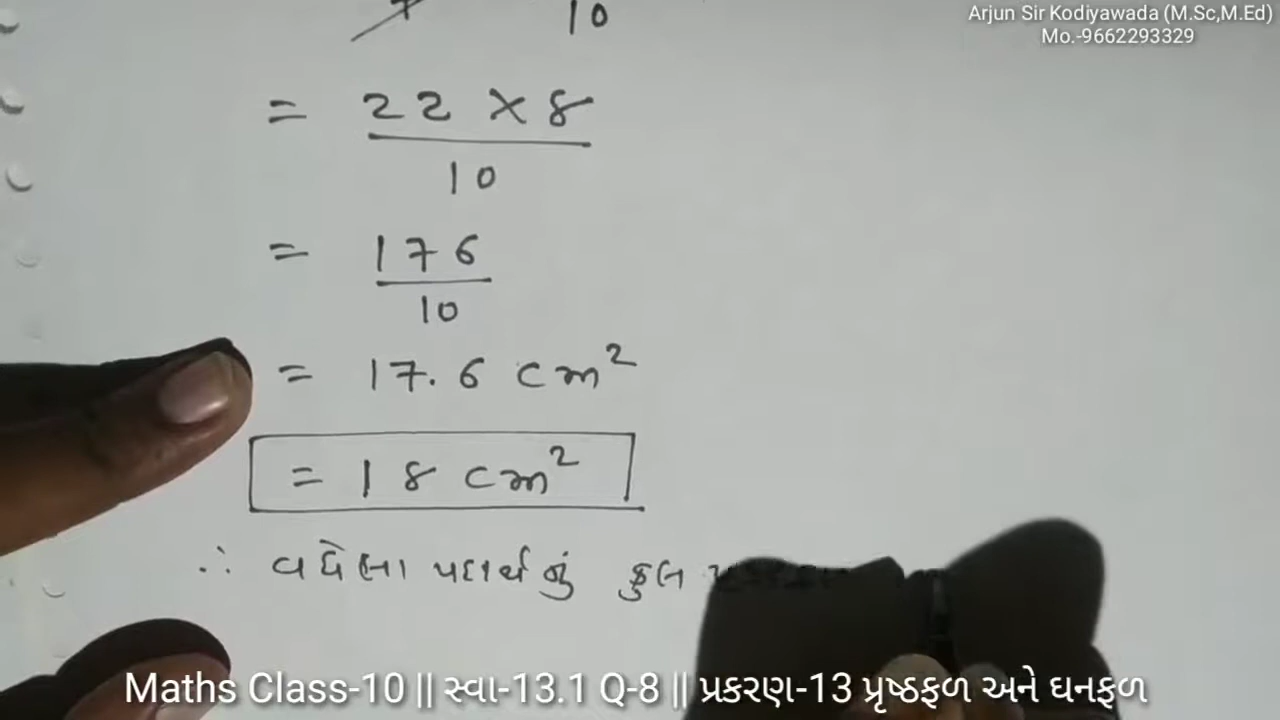 Arjun Sir Kodiyawada (M.Sc,M.Ed)
Mo.-9662293329
10
= 22 × 8
10
= 176
10
= 17.6 cm²
= 18 cm²
∴ વધેલા પદાર્થનું કુલ
Maths Class-10 || સ્વા-13.1 Q-8 || પ્રકરણ-13 પ્રૃષ્ઠફળ અને ઘનફળ